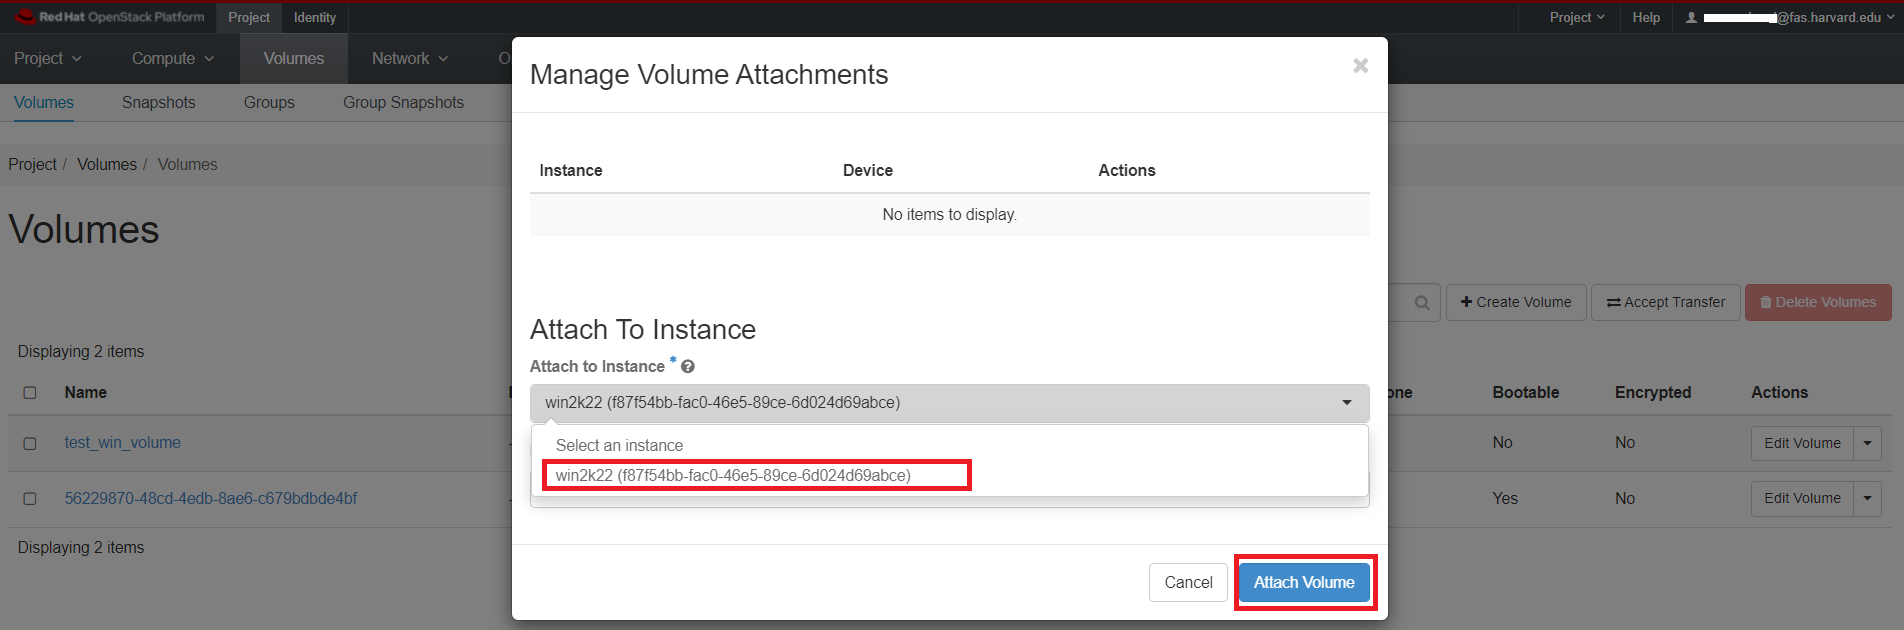 Red Hat OpenStack Platform Project Identity Project Help @fas.harvard.edu
Project Compute Volumes Network O
Volumes Snapshots Groups Group Snapshots
Project / Volumes / Volumes
Volumes
Create Volume Accept Transfer Delete Volumes
Displaying 2 items
Name one Bootable Encrypted Actions
test_win_volume - No No Edit Volume
56229870-48cd-4edb-8ae6-c679bdbde4bf - Yes No Edit Volume
Displaying 2 items
Manage Volume Attachments ×
Instance Device Actions
No items to display.
Attach To Instance
Attach to Instance * ?
win2k22 (f87f54bb-fac0-46e5-89ce-6d024d69abce)
Select an instance
win2k22 (f87f54bb-fac0-46e5-89ce-6d024d69abce)
Cancel Attach Volume